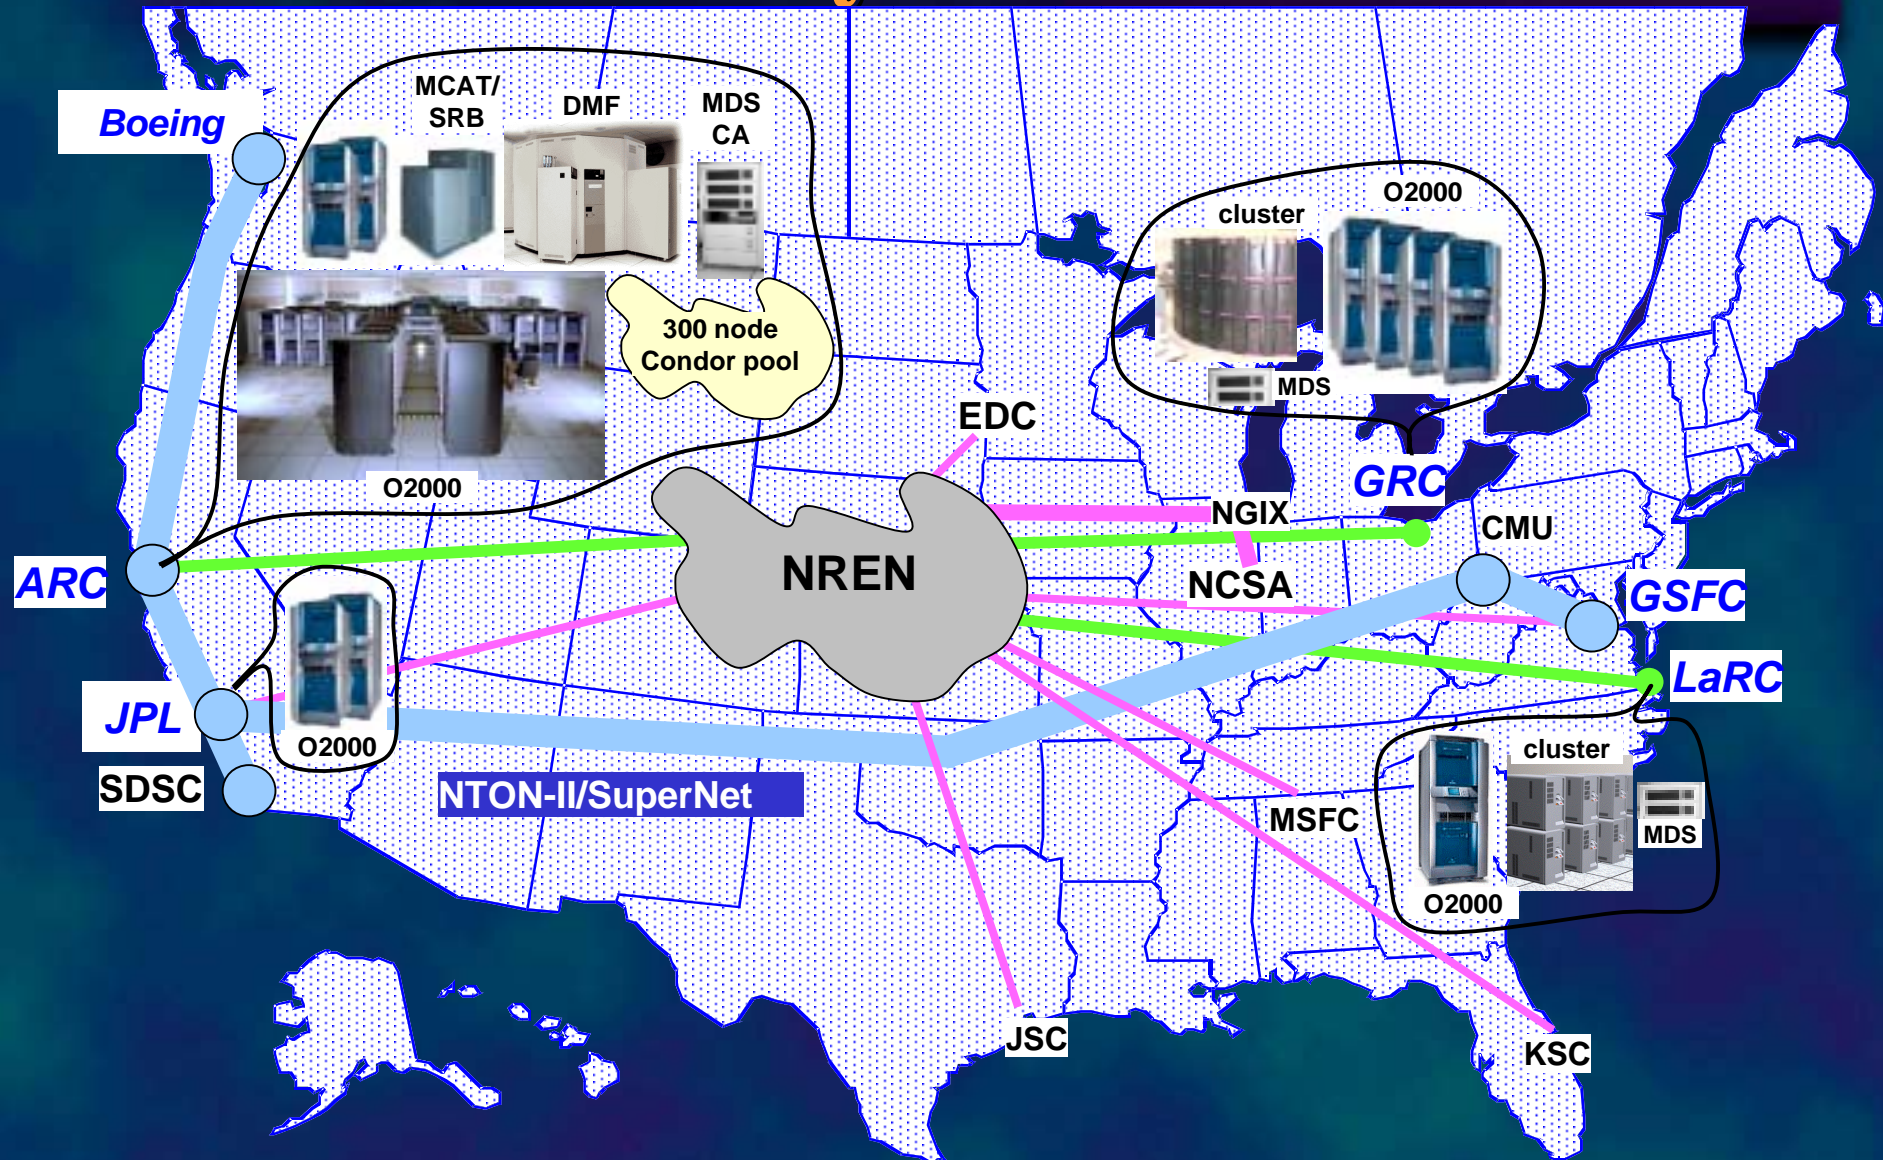 MCAT/
SRB
DMF
MDS
CA
Boeing
O2000
cluster
300 node
Condor pool
MDS
EDC
O2000
GRC
NGIX
CMU
NREN
ARC
NCSA
GSFC
LaRC
JPL
O2000
cluster
SDSC
NTON-II/SuperNet
MSFC
MDS
O2000
JSC
KSC